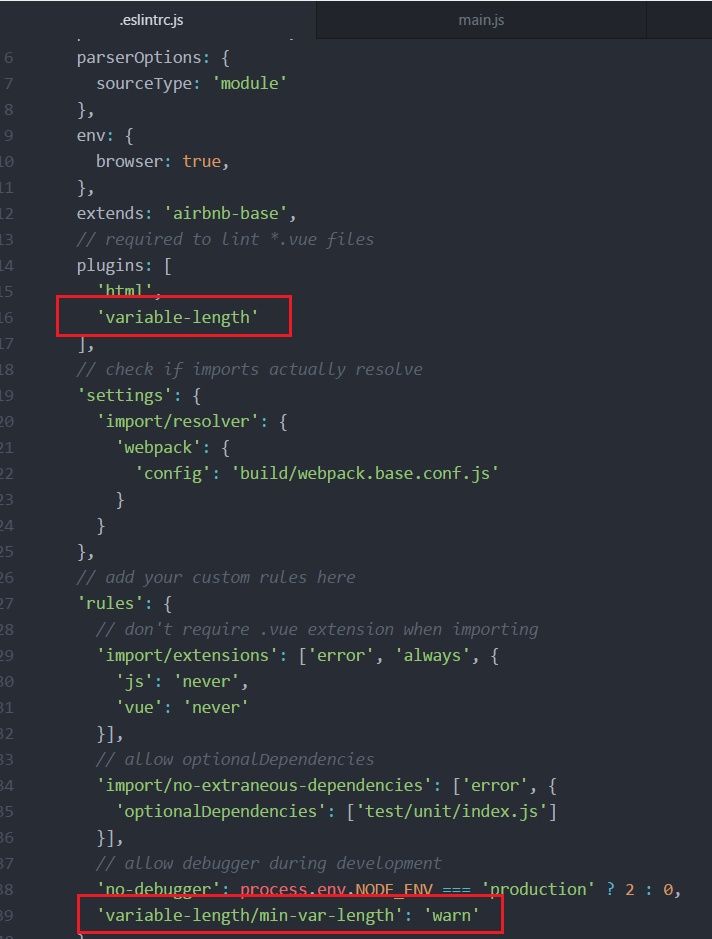 .eslintrc.js
main.js
6 parserOptions: {
7 sourceType: 'module'
8 },
9 env: {
10 browser: true,
11 },
12 extends: 'airbnb-base',
13 // required to lint *.vue files
14 plugins: [
15 'html',
16 'variable-length'
17 ],
18 // check if imports actually resolve
19 'settings': {
20 'import/resolver': {
21 'webpack': {
22 'config': 'build/webpack.base.conf.js'
23 }
24 }
25 },
26 // add your custom rules here
27 'rules': {
28 // don't require .vue extension when importing
29 'import/extensions': ['error', 'always', {
30 'js': 'never',
31 'vue': 'never'
32 }],
33 // allow optionalDependencies
34 'import/no-extraneous-dependencies': ['error', {
35 'optionalDependencies': ['test/unit/index.js']
36 }],
37 // allow debugger during development
38 'no-debugger': process.env.NODE_ENV === 'production' ? 2 : 0,
39 'variable-length/min-var-length': 'warn'